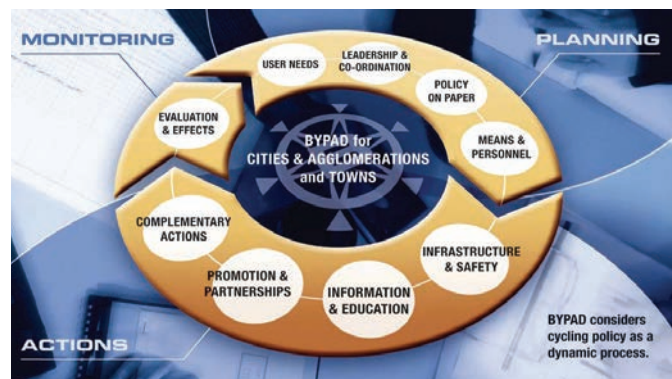 MONITORING
PLANNING
USER NEEDS
LEADERSHIP &
CO-ORDINATION
POLICY
ON PAPER
MEANS &
PERSONNEL
EVALUATION
& EFFECTS
BYPAD for
CITIES & AGGLOMERATIONS
and TOWNS
COMPLEMENTARY
ACTIONS
PROMOTION &
PARTNERSHIPS
INFORMATION
& EDUCATION
INFRASTRUCTURE
& SAFETY
ACTIONS
BYPAD considers
cycling policy as a
dynamic process.